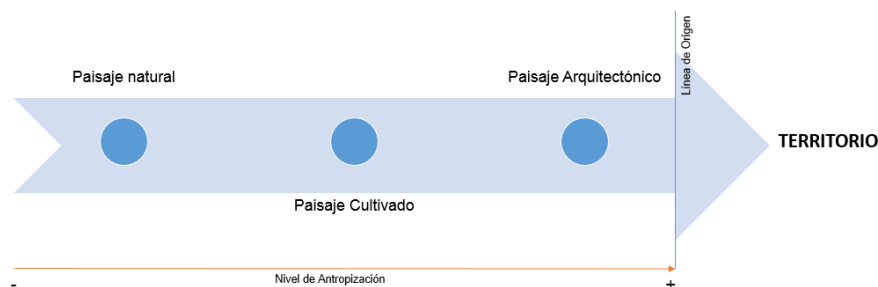 Paisaje natural
Paisaje Arquitectónico
Línea de Origen
TERRITORIO
Paisaje Cultivado
Nivel de Antropización
- +